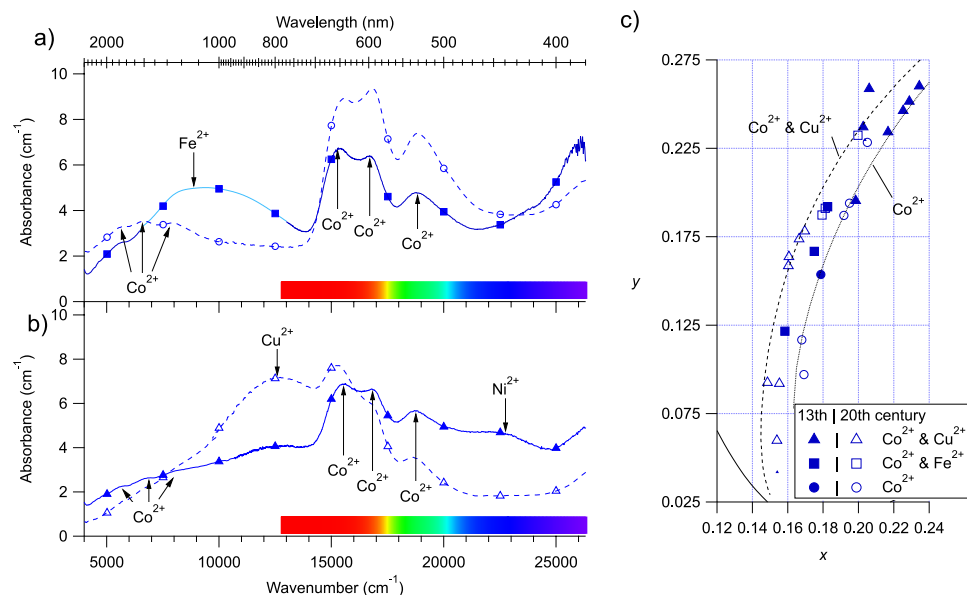 Wavelength (nm)
a)
2000 1000 800 600 500 400
10
8
6
4
2
0
Absorbance (cm⁻¹)
Fe²⁺
Co²⁺
Co²⁺
Co²⁺
Co²⁺
b)
10
8
6
4
2
0
Absorbance (cm⁻¹)
Cu²⁺
Ni²⁺
Co²⁺
Co²⁺
Co²⁺
Co²⁺
5000 10000 15000 20000 25000
Wavenumber (cm⁻¹)
c)
0.275
0.225
0.175
0.125
0.075
0.025
y
Co²⁺ & Cu²⁺
Co²⁺
13th | 20th century
Co²⁺ & Cu²⁺
Co²⁺ & Fe²⁺
Co²⁺
0.12 0.14 0.16 0.18 0.20 0.22 0.24
x